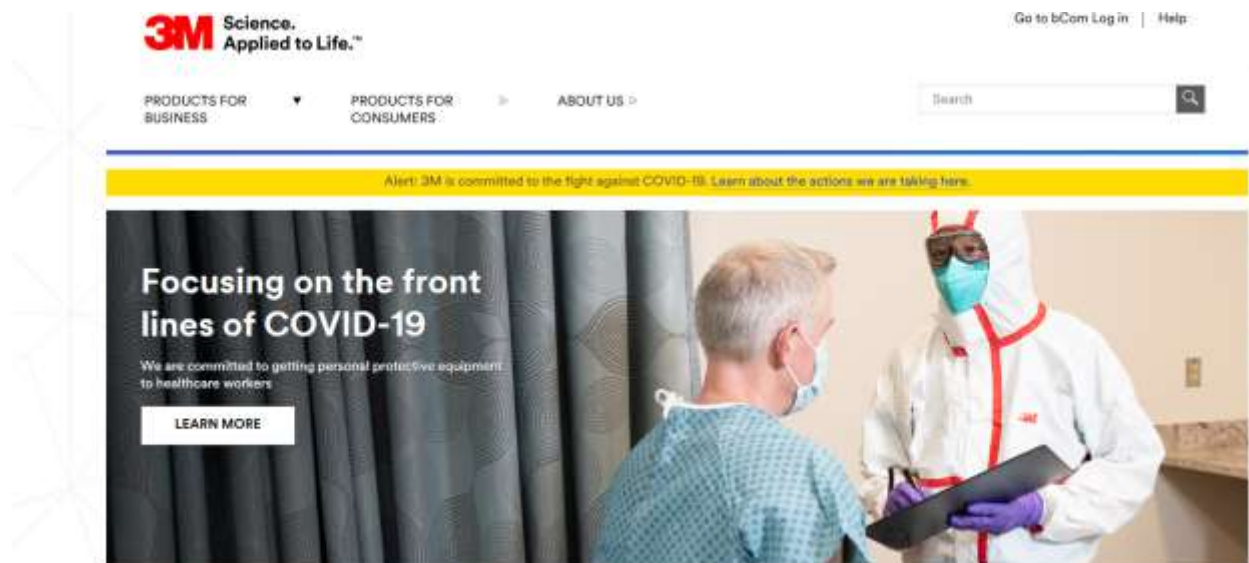 3M Science.
Applied to Life.™
Go to bCom Log in | Help
PRODUCTS FOR
BUSINESS
PRODUCTS FOR
CONSUMERS
ABOUT US
Search
Alert: 3M is committed to the fight against COVID-19. Learn about the actions we are taking here.
Focusing on the front
lines of COVID-19
We are committed to getting personal protective equipment
to healthcare workers
LEARN MORE
3M